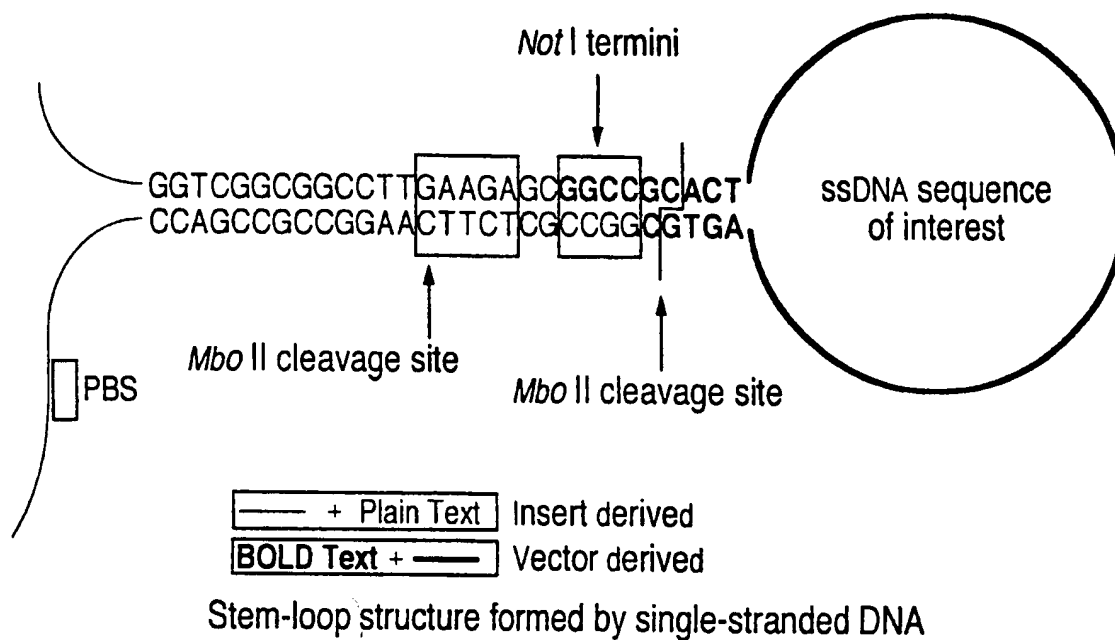 Not I termini
GGTCGGCGGCCTTGAAGAGCGGCCGCACT
CCAGCCGCCGGAACTTCTCGCCGGCGTGA
ssDNA sequence
of interest
Mbo II cleavage site
Mbo II cleavage site
PBS
+ Plain Text Insert derived
BOLD Text + Vector derived
Stem-loop structure formed by single-stranded DNA